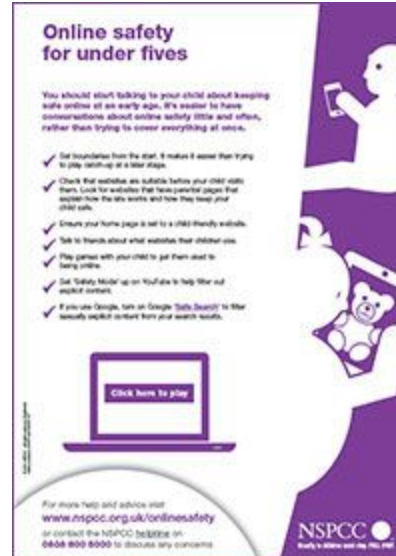 Online safety
for under fives
You should start talking to your child about keeping
safe online at an early age. It's easier to have
conversations about online safety little and often,
rather than trying to cover everything at once.
Set boundaries from the start. It makes it easier than trying
to play catch-up at a later stage.
Check that websites are suitable before your child visits
them. Look for websites that have parental pages that
explain how the site works and how they keep your
child safe.
Ensure your home page is set to a child-friendly website.
Talk to friends about what websites their children use.
Play games with your child to get them used to
being online.
Set 'Safety Mode' up on YouTube to help filter out
explicit content.
If you use Google, turn on Google 'Safe Search' to filter
sexually explicit content from your search results.
Click here to play
For more help and advice visit
www.nspcc.org.uk/onlinesafety
or contact the NSPCC helpline on
0808 800 5000 to discuss any concerns
NSPCC